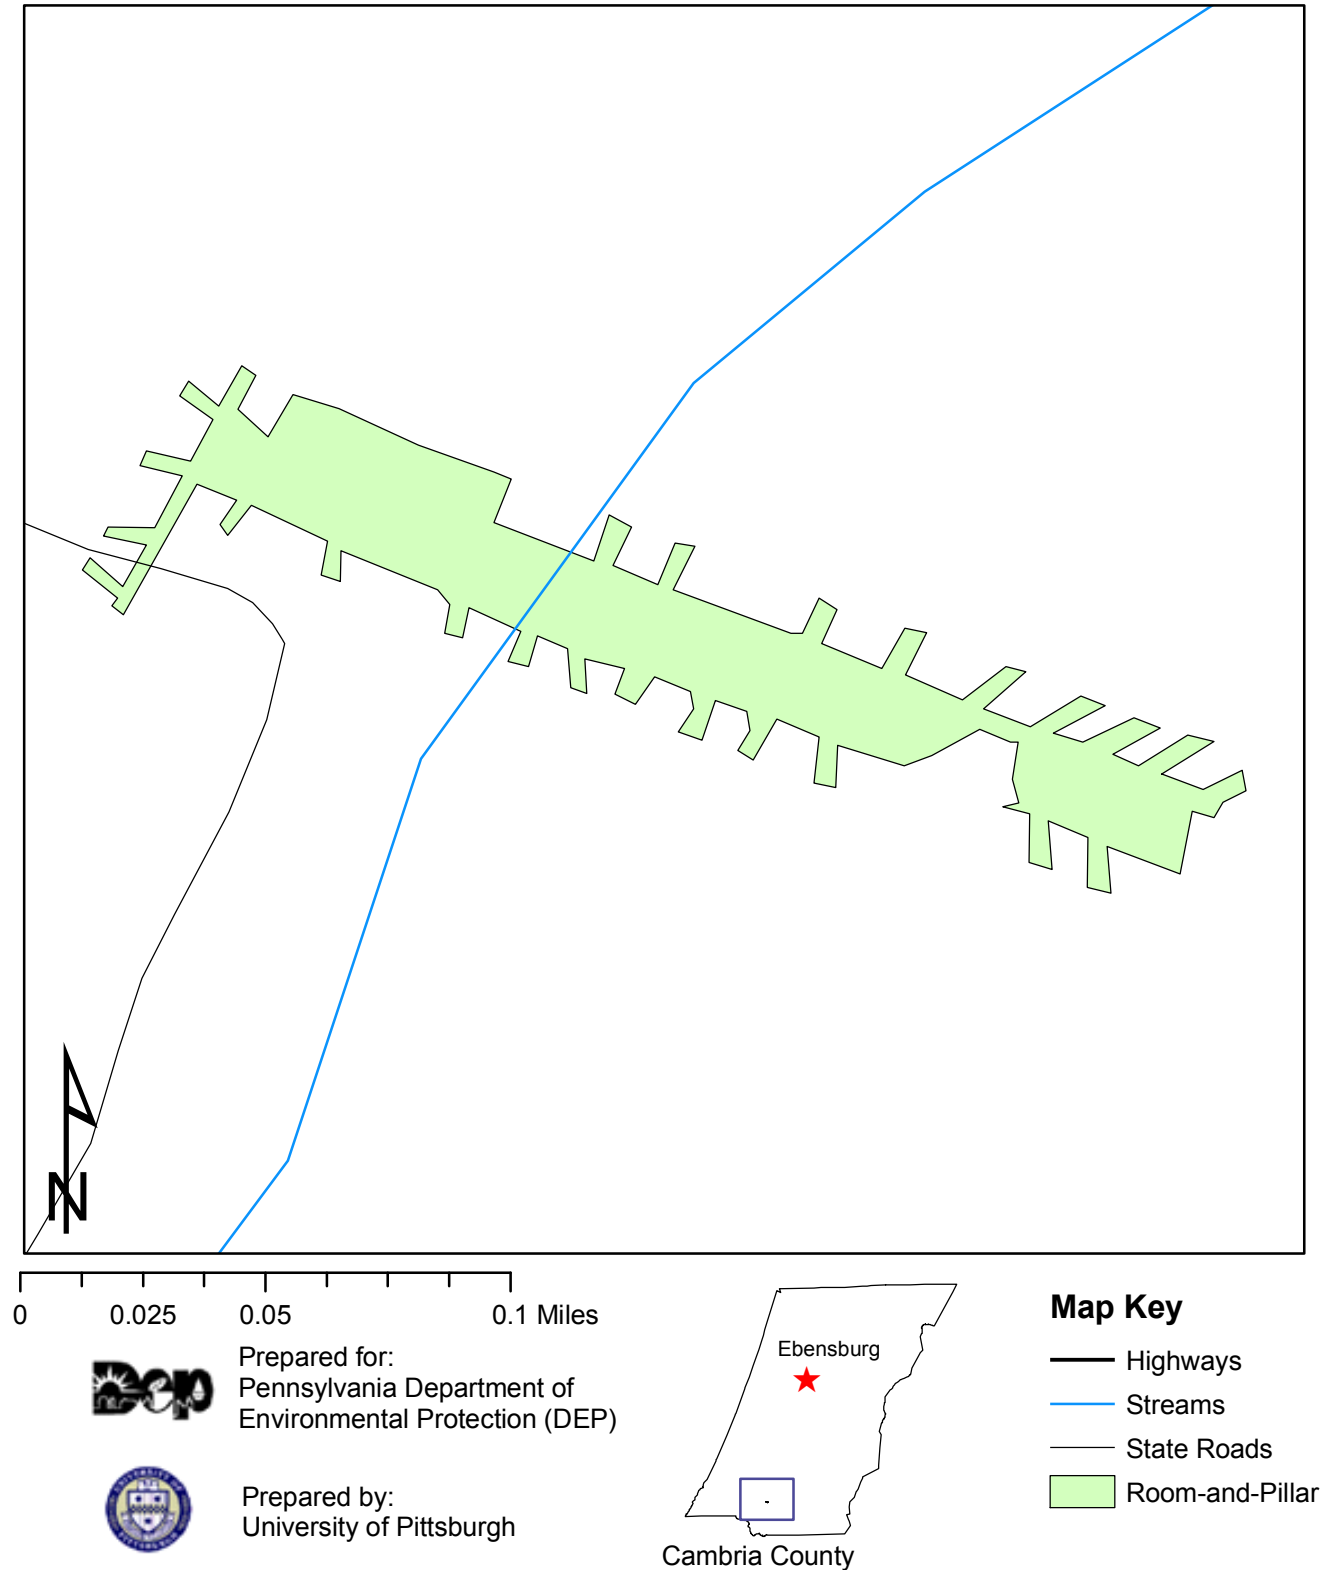 N
0 0.025 0.05 0.1 Miles
Prepared for:
Pennsylvania Department of
Environmental Protection (DEP)
Dep
Prepared by:
University of Pittsburgh
Ebensburg
Cambria County
Map Key
Highways
Streams
State Roads
Room-and-Pillar